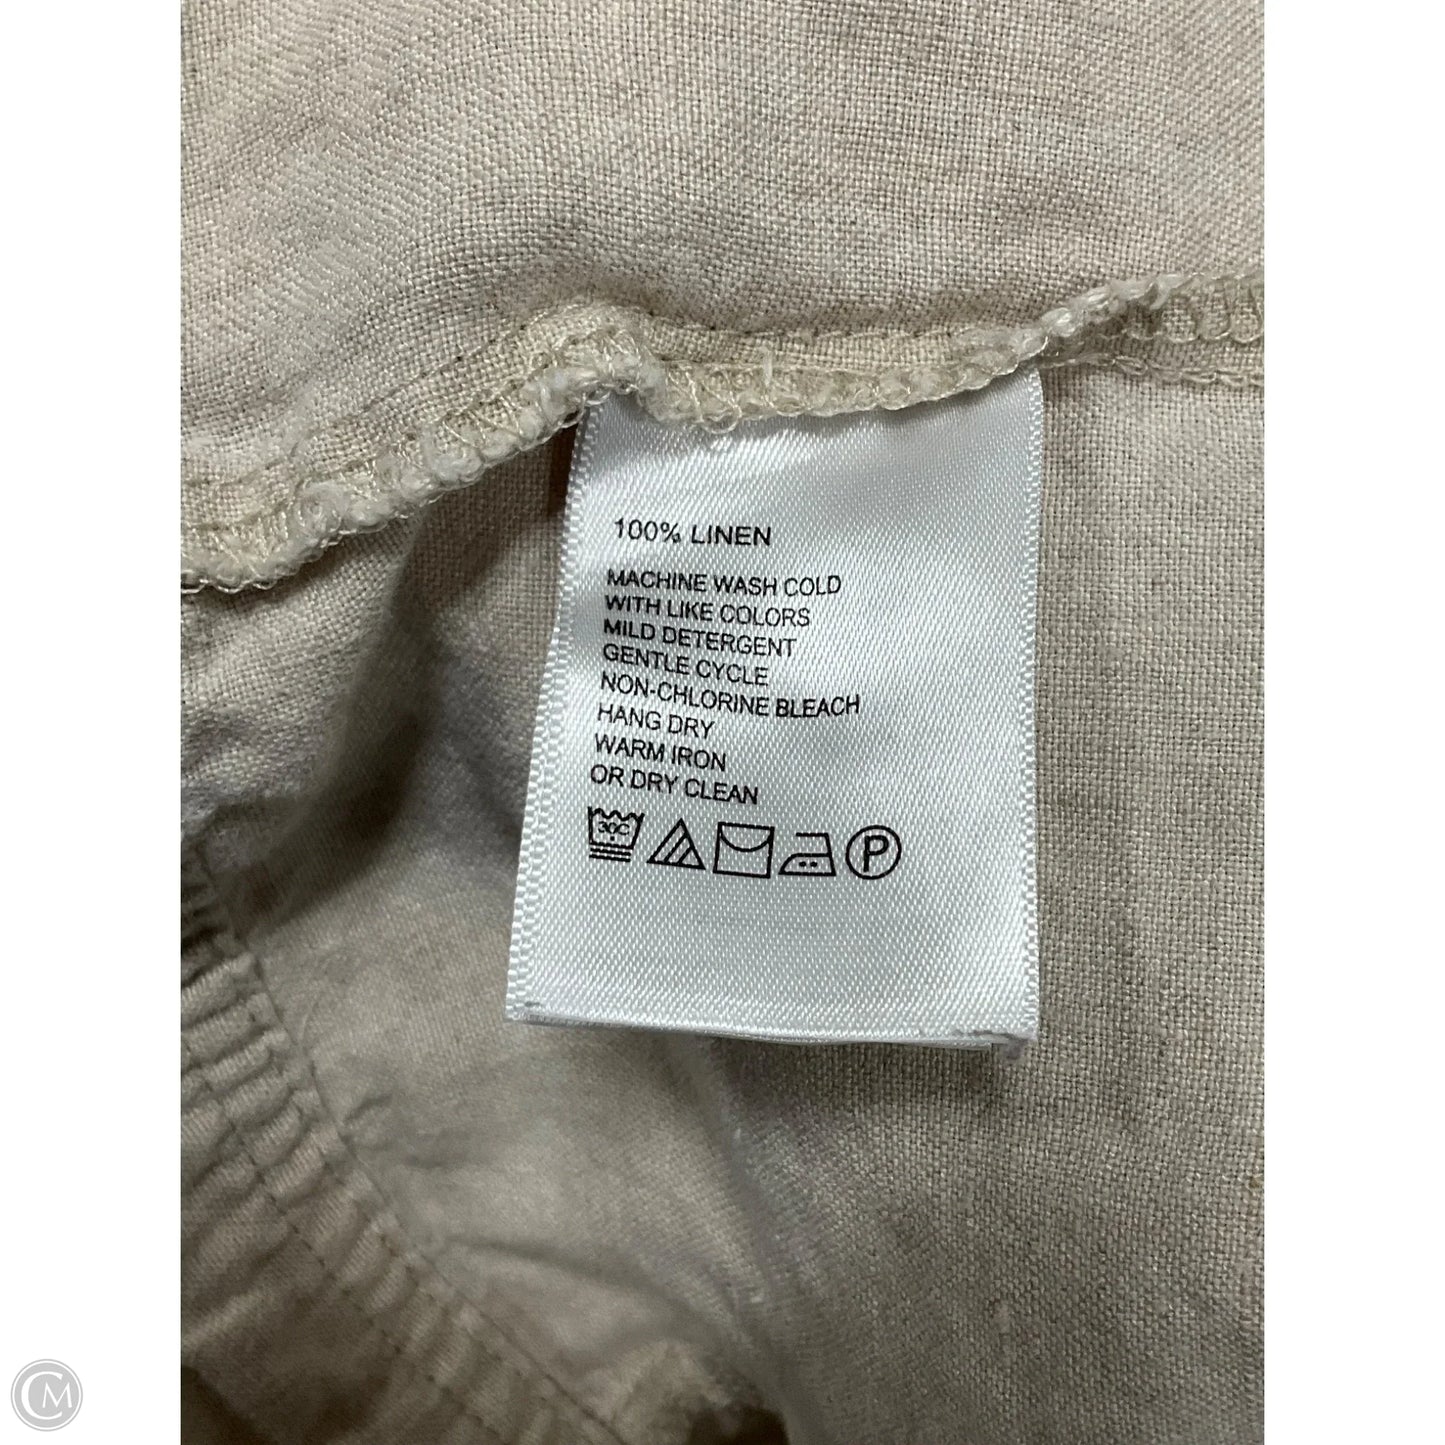 100% LINEN
MACHINE WASH COLD
WITH LIKE COLORS
MILD DETERGENT
GENTLE CYCLE
NON-CHLORINE BLEACH
HANG DRY
WARM IRON
OR DRY CLEAN
30C P
CM